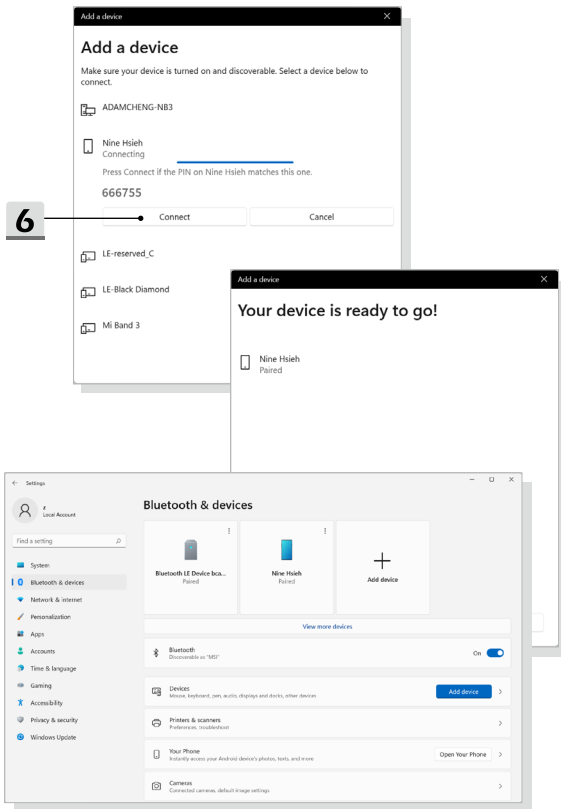 Add a device
Add a device
Make sure your device is turned on and discoverable. Select a device below to
connect.
ADAMCHENG-NB3
Nine Hsieh
Connecting
Press Connect if the PIN on Nine Hsieh matches this one.
666755
6
Connect
Cancel
LE-reserved_C
LE-Black Diamond
Mi Band 3
Add a device
Your device is ready to go!
Nine Hsieh
Paired
Settings
Local Account
Find a setting
System
Bluetooth & devices
Network & internet
Personalization
Apps
Accounts
Time & language
Gaming
Accessibility
Privacy & security
Windows Update
Bluetooth & devices
Bluetooth LE Device bca...
Paired
Nine Hsieh
Paired
Add device
View more devices
Bluetooth
Discoverable as "MSI"
On
Devices
Mouse, keyboard, pen, audio, displays and docks, other devices
Add device
Printers & scanners
Preferences, troubleshoot
Your Phone
Instantly access your Android device's photos, texts, and more
Open Your Phone
Cameras
Connected cameras, default image settings